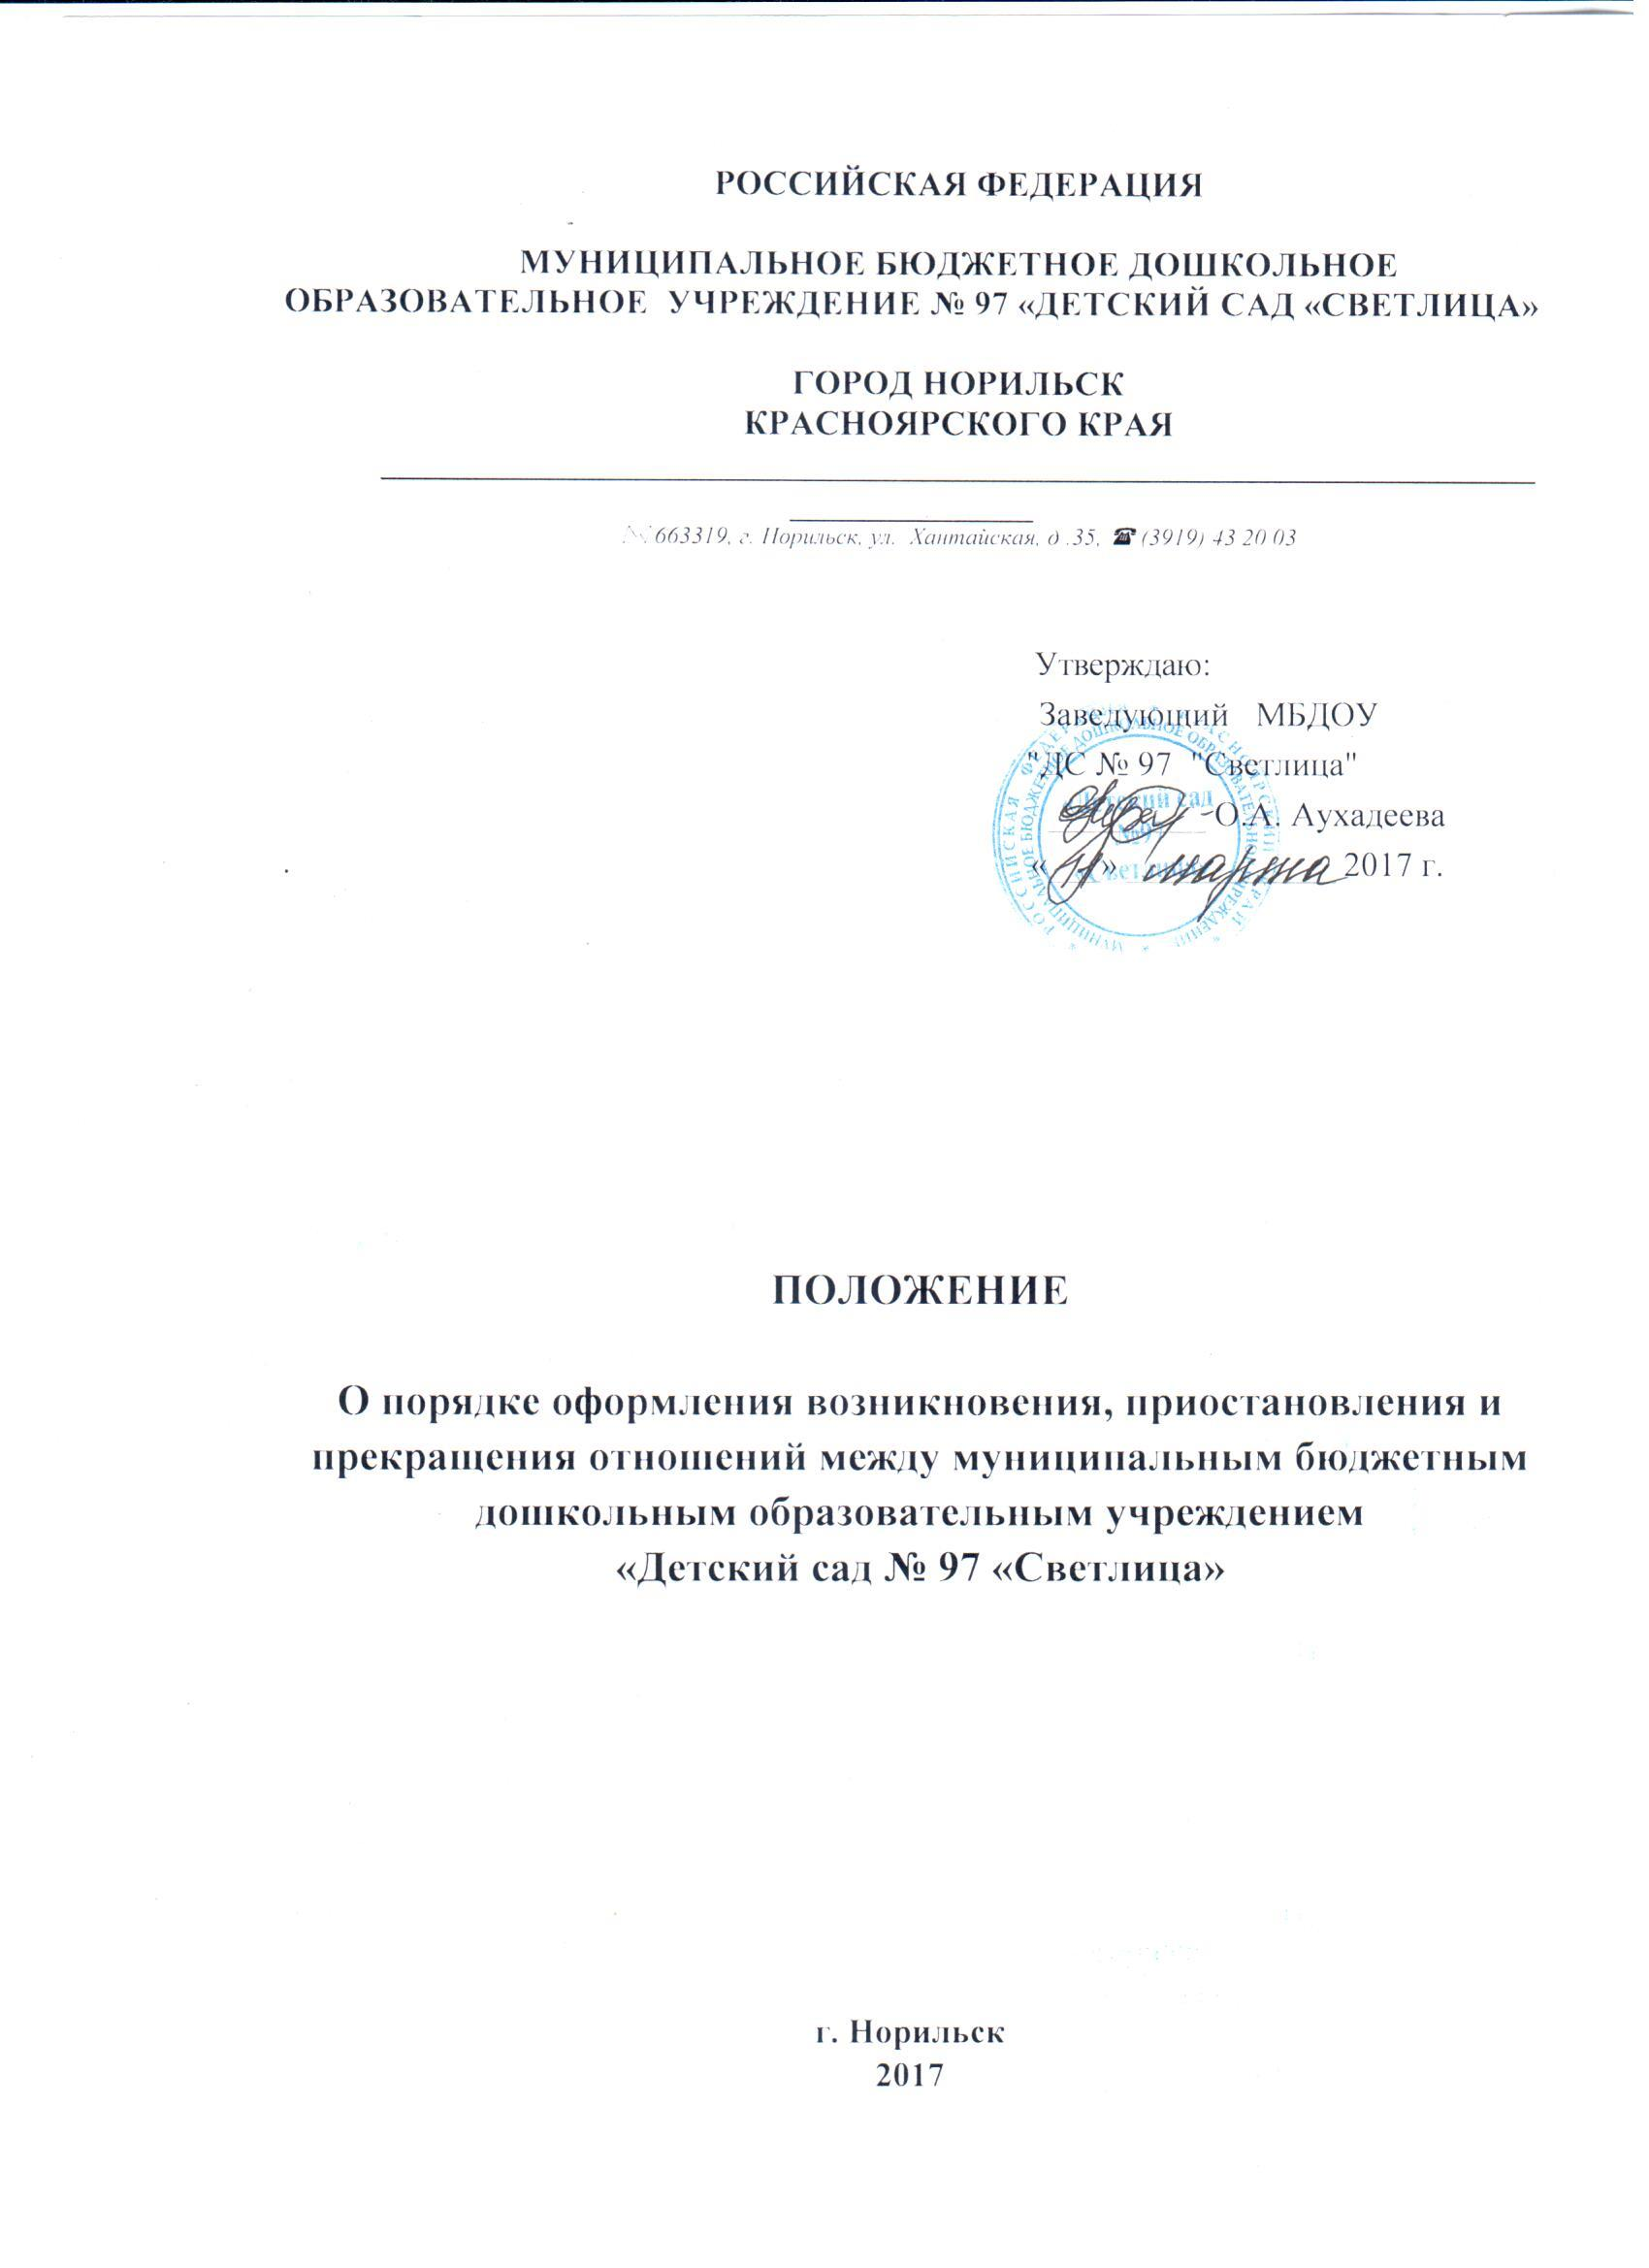 РОССИЙСКАЯ ФЕДЕРАЦИЯ
МУНИЦИПАЛЬНОЕ БЮДЖЕТНОЕ ДОШКОЛЬНОЕ
ОБРАЗОВАТЕЛЬНОЕ УЧРЕЖДЕНИЕ № 97 «ДЕТСКИЙ САД «СВЕТЛИЦА»
ГОРОД НОРИЛЬСК
КРАСНОЯРСКОГО КРАЯ
663319, г. Норильск, ул. Хантайская, д .35, ☎ (3919) 43 20 03
Утверждаю:
Заведующий МБДОУ
"ДС № 97 "Светлица"
О.А. Аухадеева
« » марта 2017 г.
ПОЛОЖЕНИЕ
О порядке оформления возникновения, приостановления и
прекращения отношений между муниципальным бюджетным
дошкольным образовательным учреждением
«Детский сад № 97 «Светлица»
г. Норильск
2017